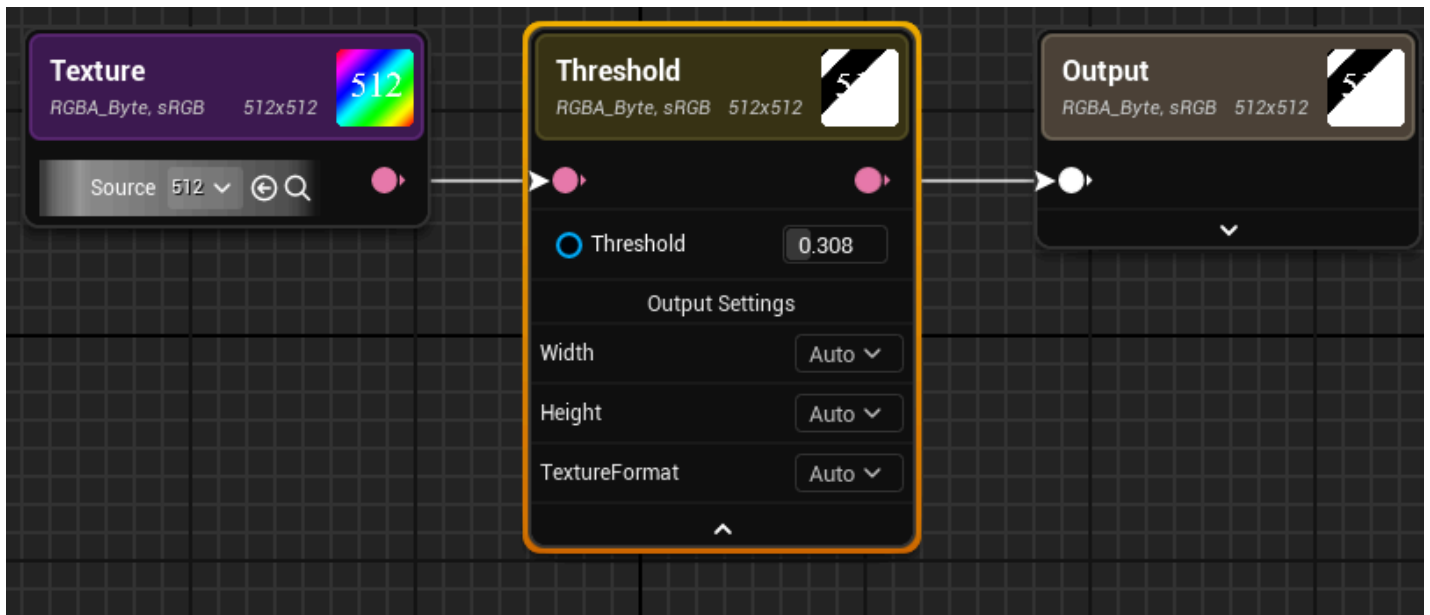 Texture
RGBA_Byte, sRGB 512x512
512
Source 512
Threshold
RGBA_Byte, sRGB 512x512
Threshold 0.308
Output Settings
Width Auto
Height Auto
TextureFormat Auto
Output
RGBA_Byte, sRGB 512x512